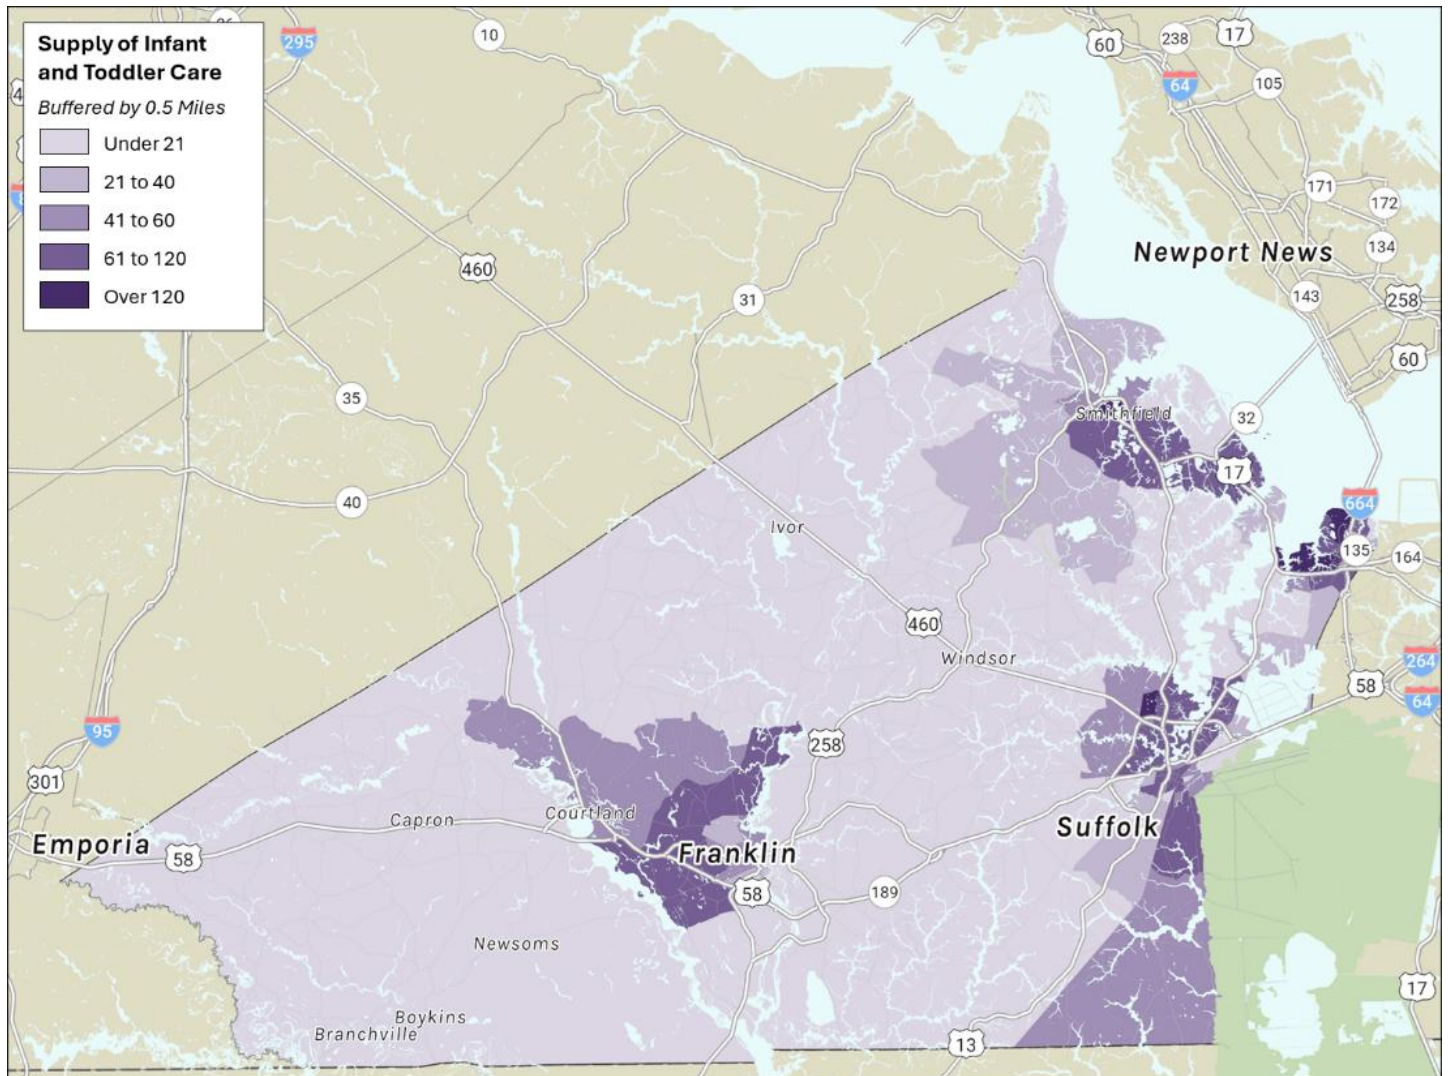 Supply of Infant
and Toddler Care
Buffered by 0.5 Miles
Under 21
21 to 40
41 to 60
61 to 120
Over 120
295
10
60
238
17
64
105
171
172
134
Newport News
143
258
60
460
31
35
40
Smithfield
32
17
664
135
164
Ivor
460
Windsor
264
58
64
95
301
258
Capron
Courtland
Suffolk
Emporia
58
Franklin
58
189
Newsoms
17
Boykins
Branchville
13